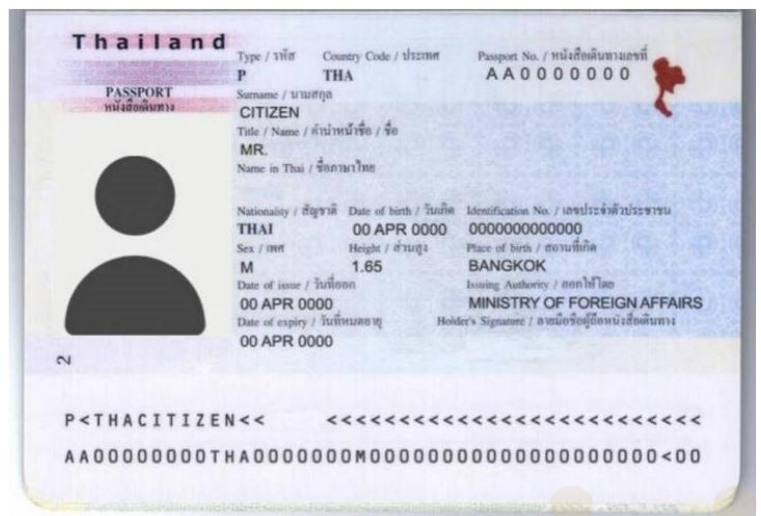 Thailand
PASSPORT
หนังสือเดินทาง
Type / รหัส Country Code / ประเทศ Passport No. / หนังสือเดินทางเลขที่
P THA AA0000000
Surname / นามสกุล
CITIZEN
Title / Name / คำนำหน้าชื่อ / ชื่อ
MR.
Name in Thai / ชื่อภาษาไทย
Nationality / สัญชาติ Date of birth / วันเกิด Identification No. / เลขประจำตัวประชาชน
THAI 00 APR 0000 0000000000000
Sex / เพศ Height / ส่วนสูง Place of birth / สถานที่เกิด
M 1.65 BANGKOK
Date of issue / วันที่ออก Issuing Authority / ออกให้โดย
00 APR 0000 MINISTRY OF FOREIGN AFFAIRS
Date of expiry / วันที่หมดอายุ Holder's Signature / ลายมือชื่อผู้ถือหนังสือเดินทาง
00 APR 0000
2
P<THACITIZEN<< <<<<<<<<<<<<<<<<<<<<<<<<<<
AA00000000THA0000000M00000000000000000000<00